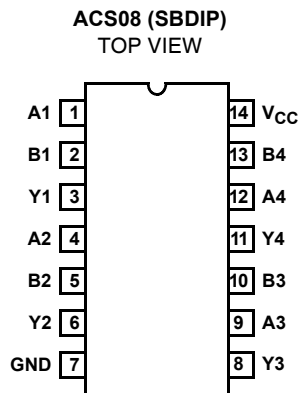 ACS08 (SBDIP)
TOP VIEW
A1 1 14 VCC
B1 2 13 B4
Y1 3 12 A4
A2 4 11 Y4
B2 5 10 B3
Y2 6 9 A3
GND 7 8 Y3